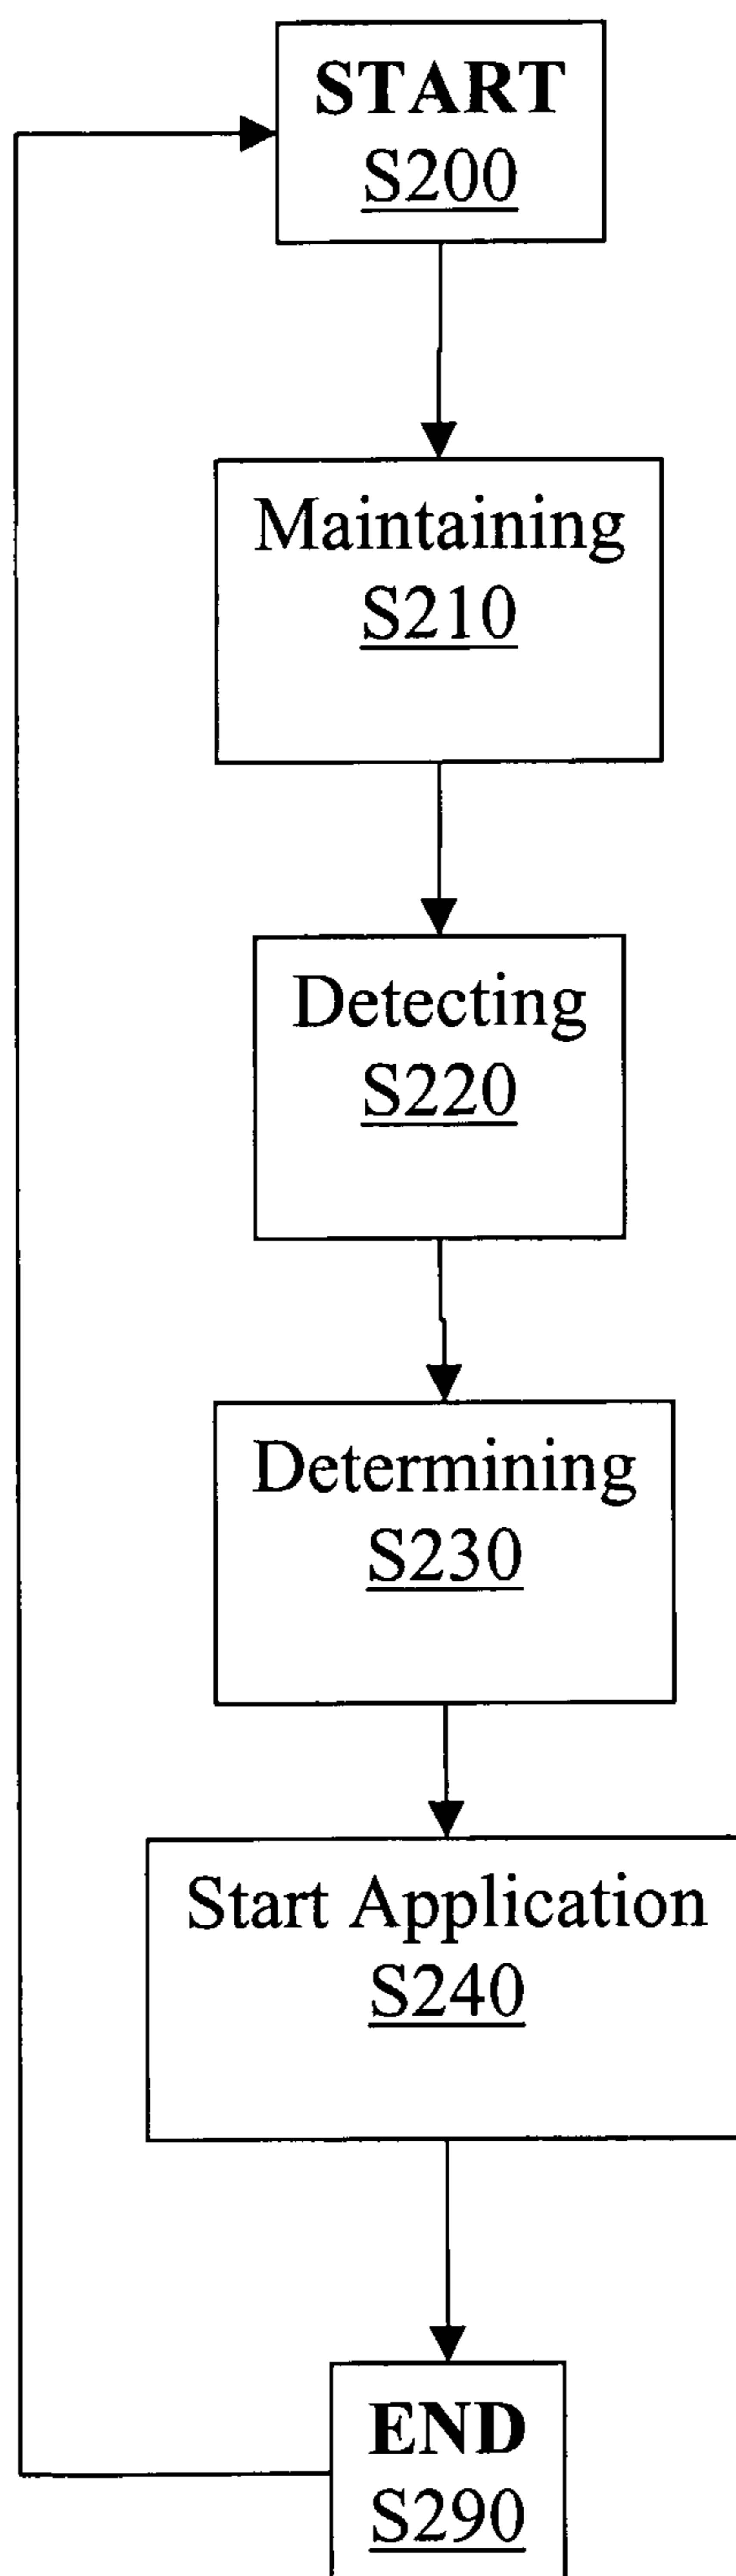 START
S200
Maintaining
S210
Detecting
S220
Determining
S230
Start Application
S240
END
S290